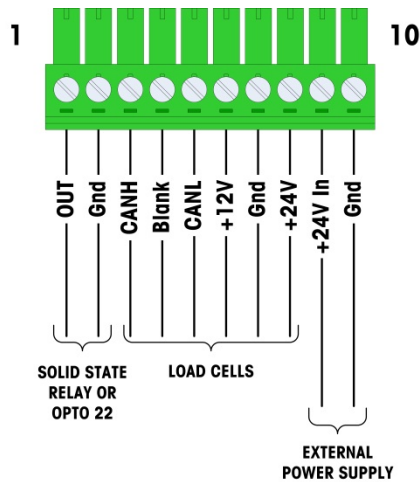 1 10
OUT
Gnd
CANH
Blank
CANL
+12V
Gnd
+24V
+24V In
Gnd
SOLID STATE
RELAY OR
OPTO 22
LOAD CELLS
EXTERNAL
POWER SUPPLY